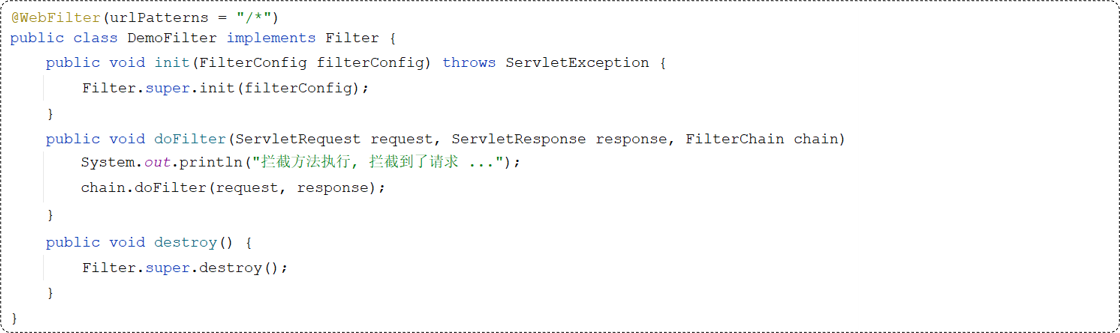 @WebFilter(urlPatterns = "/*")
public class DemoFilter implements Filter {
    public void init(FilterConfig filterConfig) throws ServletException {
        Filter.super.init(filterConfig);
    }
    public void doFilter(ServletRequest request, ServletResponse response, FilterChain chain)
        System.out.println("拦截方法执行, 拦截到了请求 ...");
        chain.doFilter(request, response);
    }
    public void destroy() {
        Filter.super.destroy();
    }
}